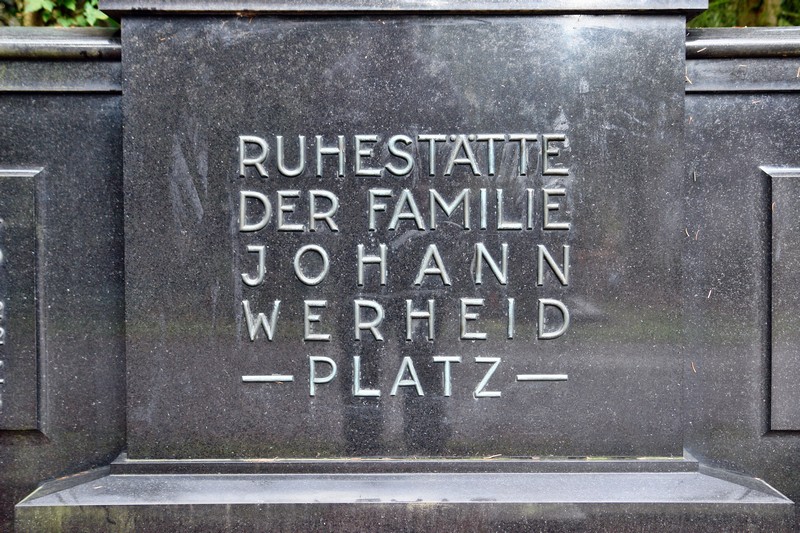 RUHESTÄTTE
DER FAMILIE
JOHANN
WERHEID
— PLATZ —